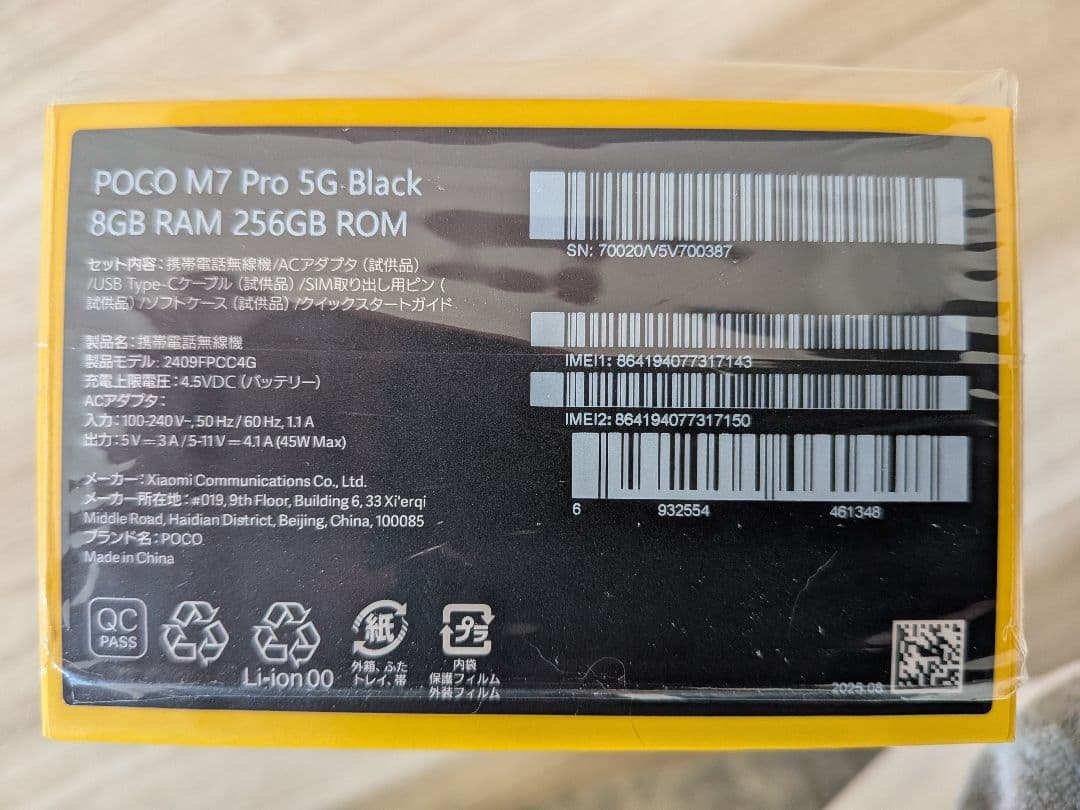 POCO M7 Pro 5G Black
8GB RAM 256GB ROM
セット内容：携帯電話無線機/ACアダプタ（試供品）
/USB Type-Cケーブル（試供品）/SIM取り出し用ピン（
試供品）/ソフトケース（試供品）/クイックスタートガイド
製品名：携帯電話無線機
製品モデル：2409FPCC4G
充電上限電圧：4.5VDC（バッテリー）
ACアダプタ：
入力：100-240 V~, 50 Hz / 60 Hz, 1.1 A
出力：5 V⎓3 A / 5-11 V⎓4.1 A (45W Max)
メーカー：Xiaomi Communications Co., Ltd.
メーカー所在地：#019, 9th Floor, Building 6, 33 Xi'erqi
Middle Road, Haidian District, Beijing, China, 100085
ブランド名：POCO
Made in China
SN: 70020/V5V700387
IMEI1: 864194077317143
IMEI2: 864194077317150
6 932554 461348
QC
PASS
Li-ion 00
紙
外箱、ふた
トレイ、帯
プラ
内袋
保護フィルム
外装フィルム
2025.08